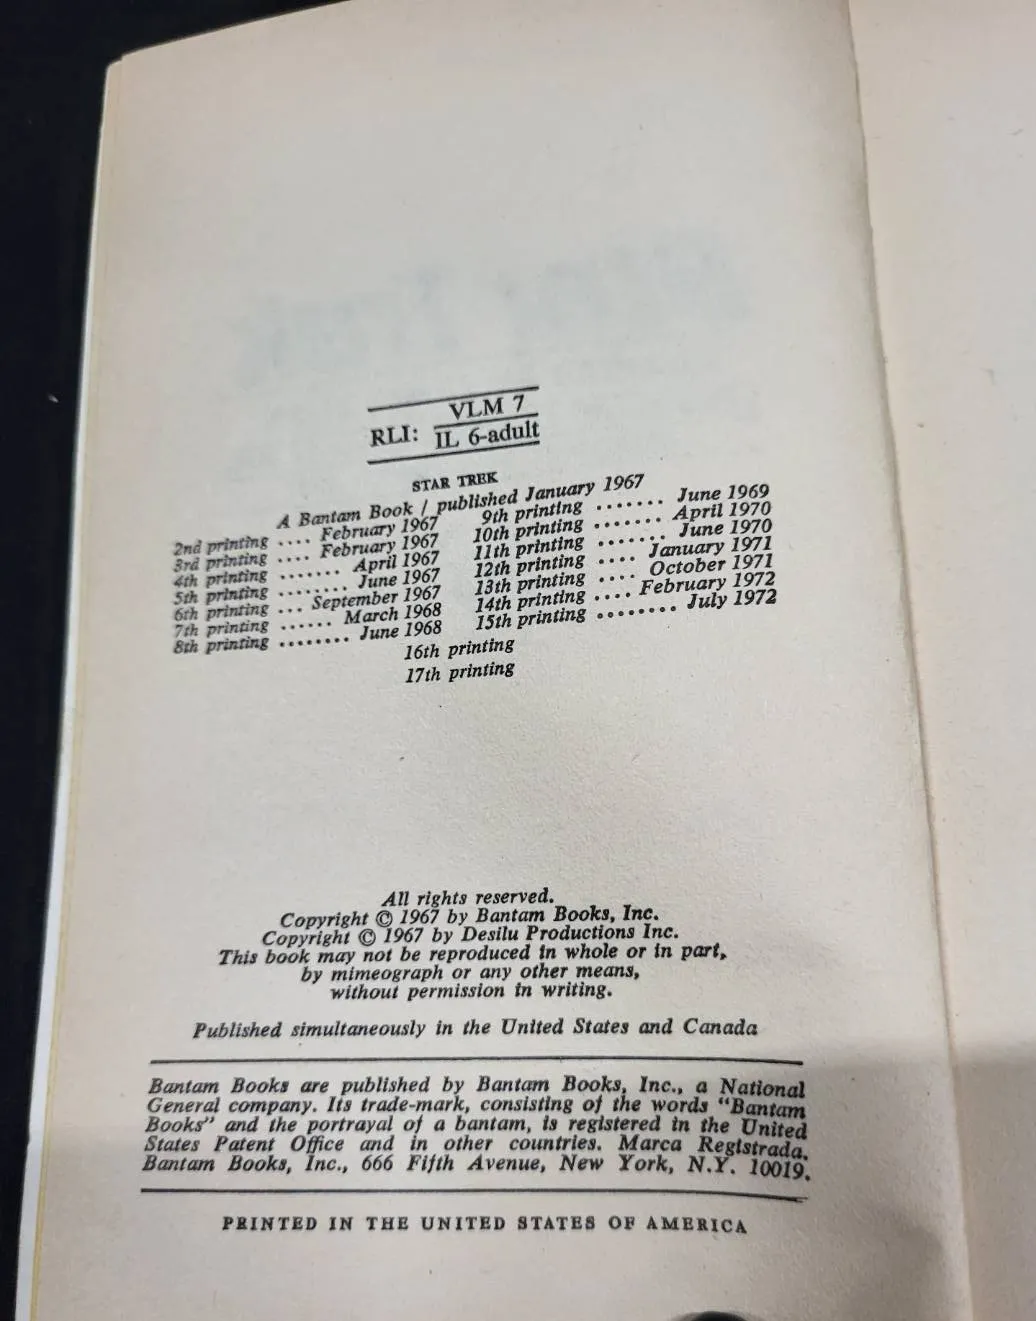 VLM 7
RLI: IL 6-adult
STAR TREK
A Bantam Book / published January 1967
2nd printing .... February 1967
3rd printing .... February 1967
4th printing ....... April 1967
5th printing ........ June 1967
6th printing ... September 1967
7th printing ...... March 1968
8th printing ........ June 1968
9th printing ....... June 1969
10th printing ....... April 1970
11th printing ....... June 1970
12th printing .... January 1971
13th printing .... October 1971
14th printing .... February 1972
15th printing ........ July 1972
16th printing
17th printing
All rights reserved.
Copyright © 1967 by Bantam Books, Inc.
Copyright © 1967 by Desilu Productions Inc.
This book may not be reproduced in whole or in part,
by mimeograph or any other means,
without permission in writing.
Published simultaneously in the United States and Canada
Bantam Books are published by Bantam Books, Inc., a National
General company. Its trade-mark, consisting of the words "Bantam
Books" and the portrayal of a bantam, is registered in the United
States Patent Office and in other countries. Marca Registrada.
Bantam Books, Inc., 666 Fifth Avenue, New York, N.Y. 10019.
PRINTED IN THE UNITED STATES OF AMERICA